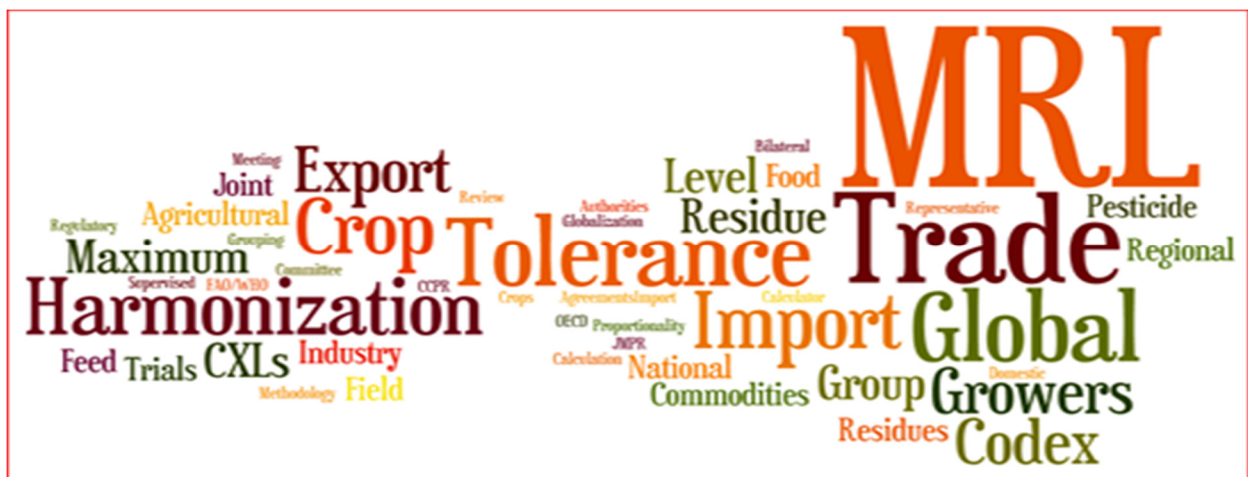 MRL
Bilateral
Meeting
Export
Level
Food
Joint
Review
Trade
Representative
Pesticide
Agricultural
Crop
Authorities
Residue
Regulatory
Globalization
Tolerance
Regional
Grouping
Maximum
Committee
Supervised
FAO/WHO
CCPR
Harmonization
Crops
AgreementsImport
Calculator
Import
Global
OECD
Proportionality
JMPR
Feed
Trials
CXLs
Industry
Calculation
National
Domestic
Methodology
Field
Commodities
Group
Growers
Residues
Codex